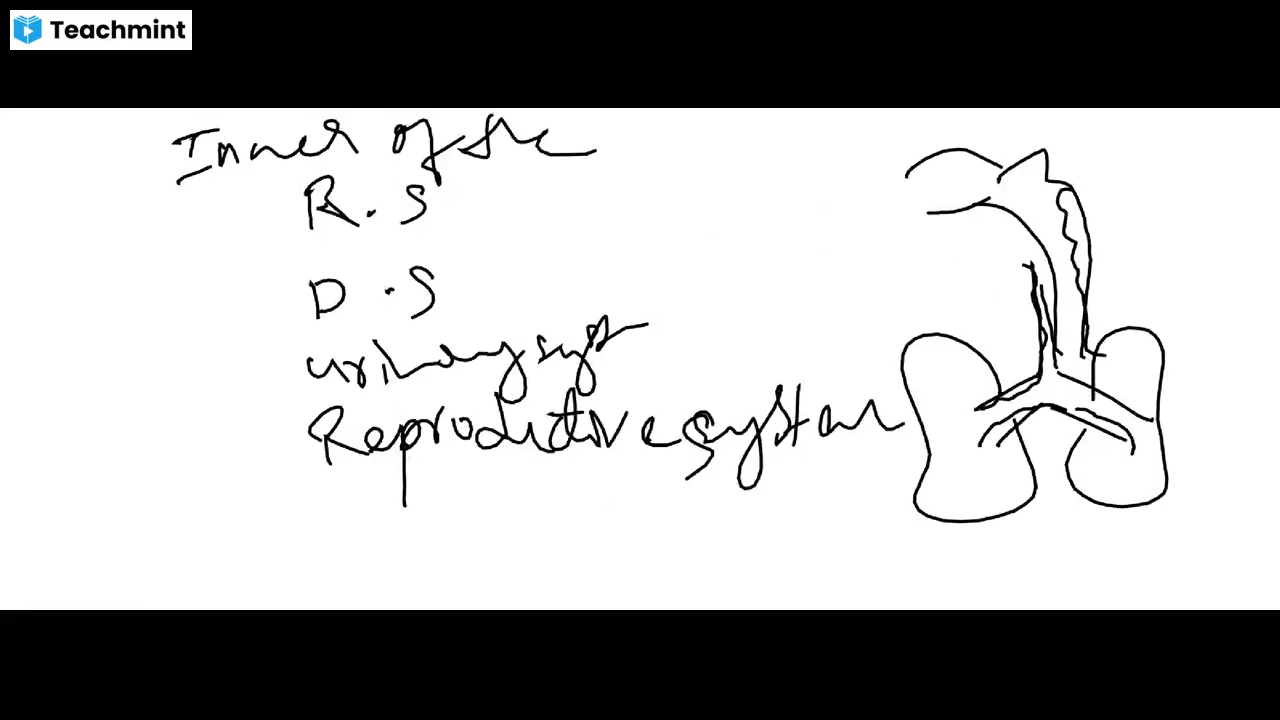 Teachmint
Inner of the
R.S
D.S
urinary syst
Reproductive system